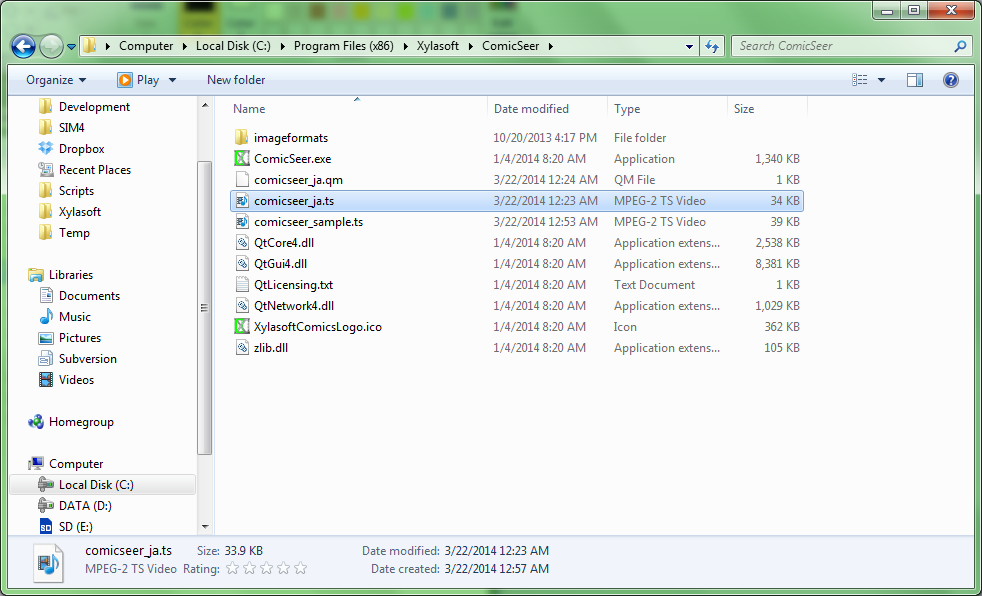 Computer Local Disk (C:) Program Files (x86) Xylasoft ComicSeer Search ComicSeer
Organize Play New folder
Development
SIM4
Dropbox
Recent Places
Scripts
Xylasoft
Temp
Libraries
Documents
Music
Pictures
Subversion
Videos
Homegroup
Computer
Local Disk (C:)
DATA (D:)
SD (E:)
Name Date modified Type Size
imageformats 10/20/2013 4:17 PM File folder
ComicSeer.exe 1/4/2014 8:20 AM Application 1,340 KB
comicseer_ja.qm 3/22/2014 12:24 AM QM File 1 KB
comicseer_ja.ts 3/22/2014 12:23 AM MPEG-2 TS Video 34 KB
comicseer_sample.ts 3/22/2014 12:53 AM MPEG-2 TS Video 39 KB
QtCore4.dll 1/4/2014 8:20 AM Application extens... 2,538 KB
QtGui4.dll 1/4/2014 8:20 AM Application extens... 8,381 KB
QtLicensing.txt 1/4/2014 8:20 AM Text Document 1 KB
QtNetwork4.dll 1/4/2014 8:20 AM Application extens... 1,029 KB
XylasoftComicsLogo.ico 1/4/2014 8:20 AM Icon 362 KB
zlib.dll 1/4/2014 8:20 AM Application extens... 105 KB
comicseer_ja.ts Size: 33.9 KB Date modified: 3/22/2014 12:23 AM
MPEG-2 TS Video Rating: Date created: 3/22/2014 12:57 AM